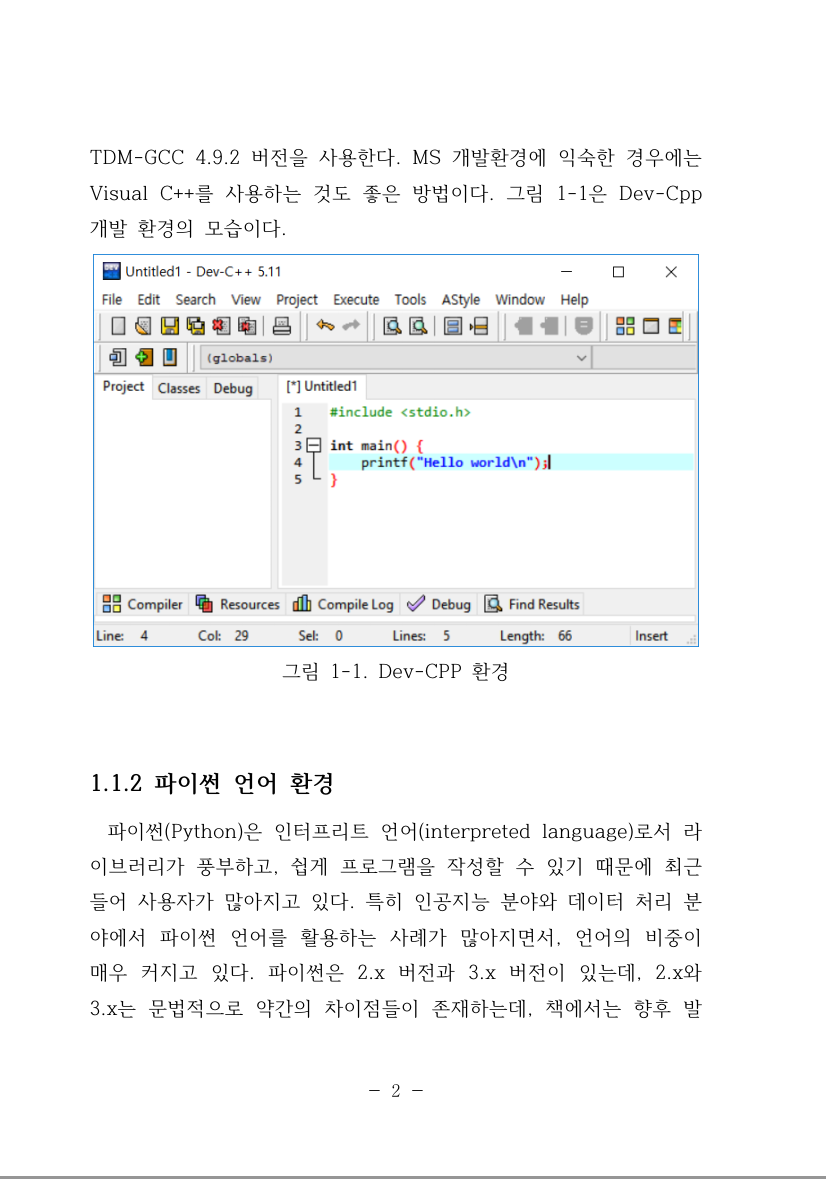 TDM-GCC 4.9.2 버전을 사용한다. MS 개발환경에 익숙한 경우에는
Visual C++를 사용하는 것도 좋은 방법이다. 그림 1-1은 Dev-Cpp
개발 환경의 모습이다.
Untitled1 - Dev-C++ 5.11
File Edit Search View Project Execute Tools AStyle Window Help
(globals)
Project Classes Debug [*] Untitled1
1 #include <stdio.h>
2
3 int main() {
4 printf("Hello world\n");
5 }
Compiler Resources Compile Log Debug Find Results
Line: 4 Col: 29 Sel: 0 Lines: 5 Length: 66 Insert
그림 1-1. Dev-CPP 환경
1.1.2 파이썬 언어 환경
파이썬(Python)은 인터프리트 언어(interpreted language)로서 라
이브러리가 풍부하고, 쉽게 프로그램을 작성할 수 있기 때문에 최근
들어 사용자가 많아지고 있다. 특히 인공지능 분야와 데이터 처리 분
야에서 파이썬 언어를 활용하는 사례가 많아지면서, 언어의 비중이
매우 커지고 있다. 파이썬은 2.x 버전과 3.x 버전이 있는데, 2.x와
3.x는 문법적으로 약간의 차이점들이 존재하는데, 책에서는 향후 발
- 2 -